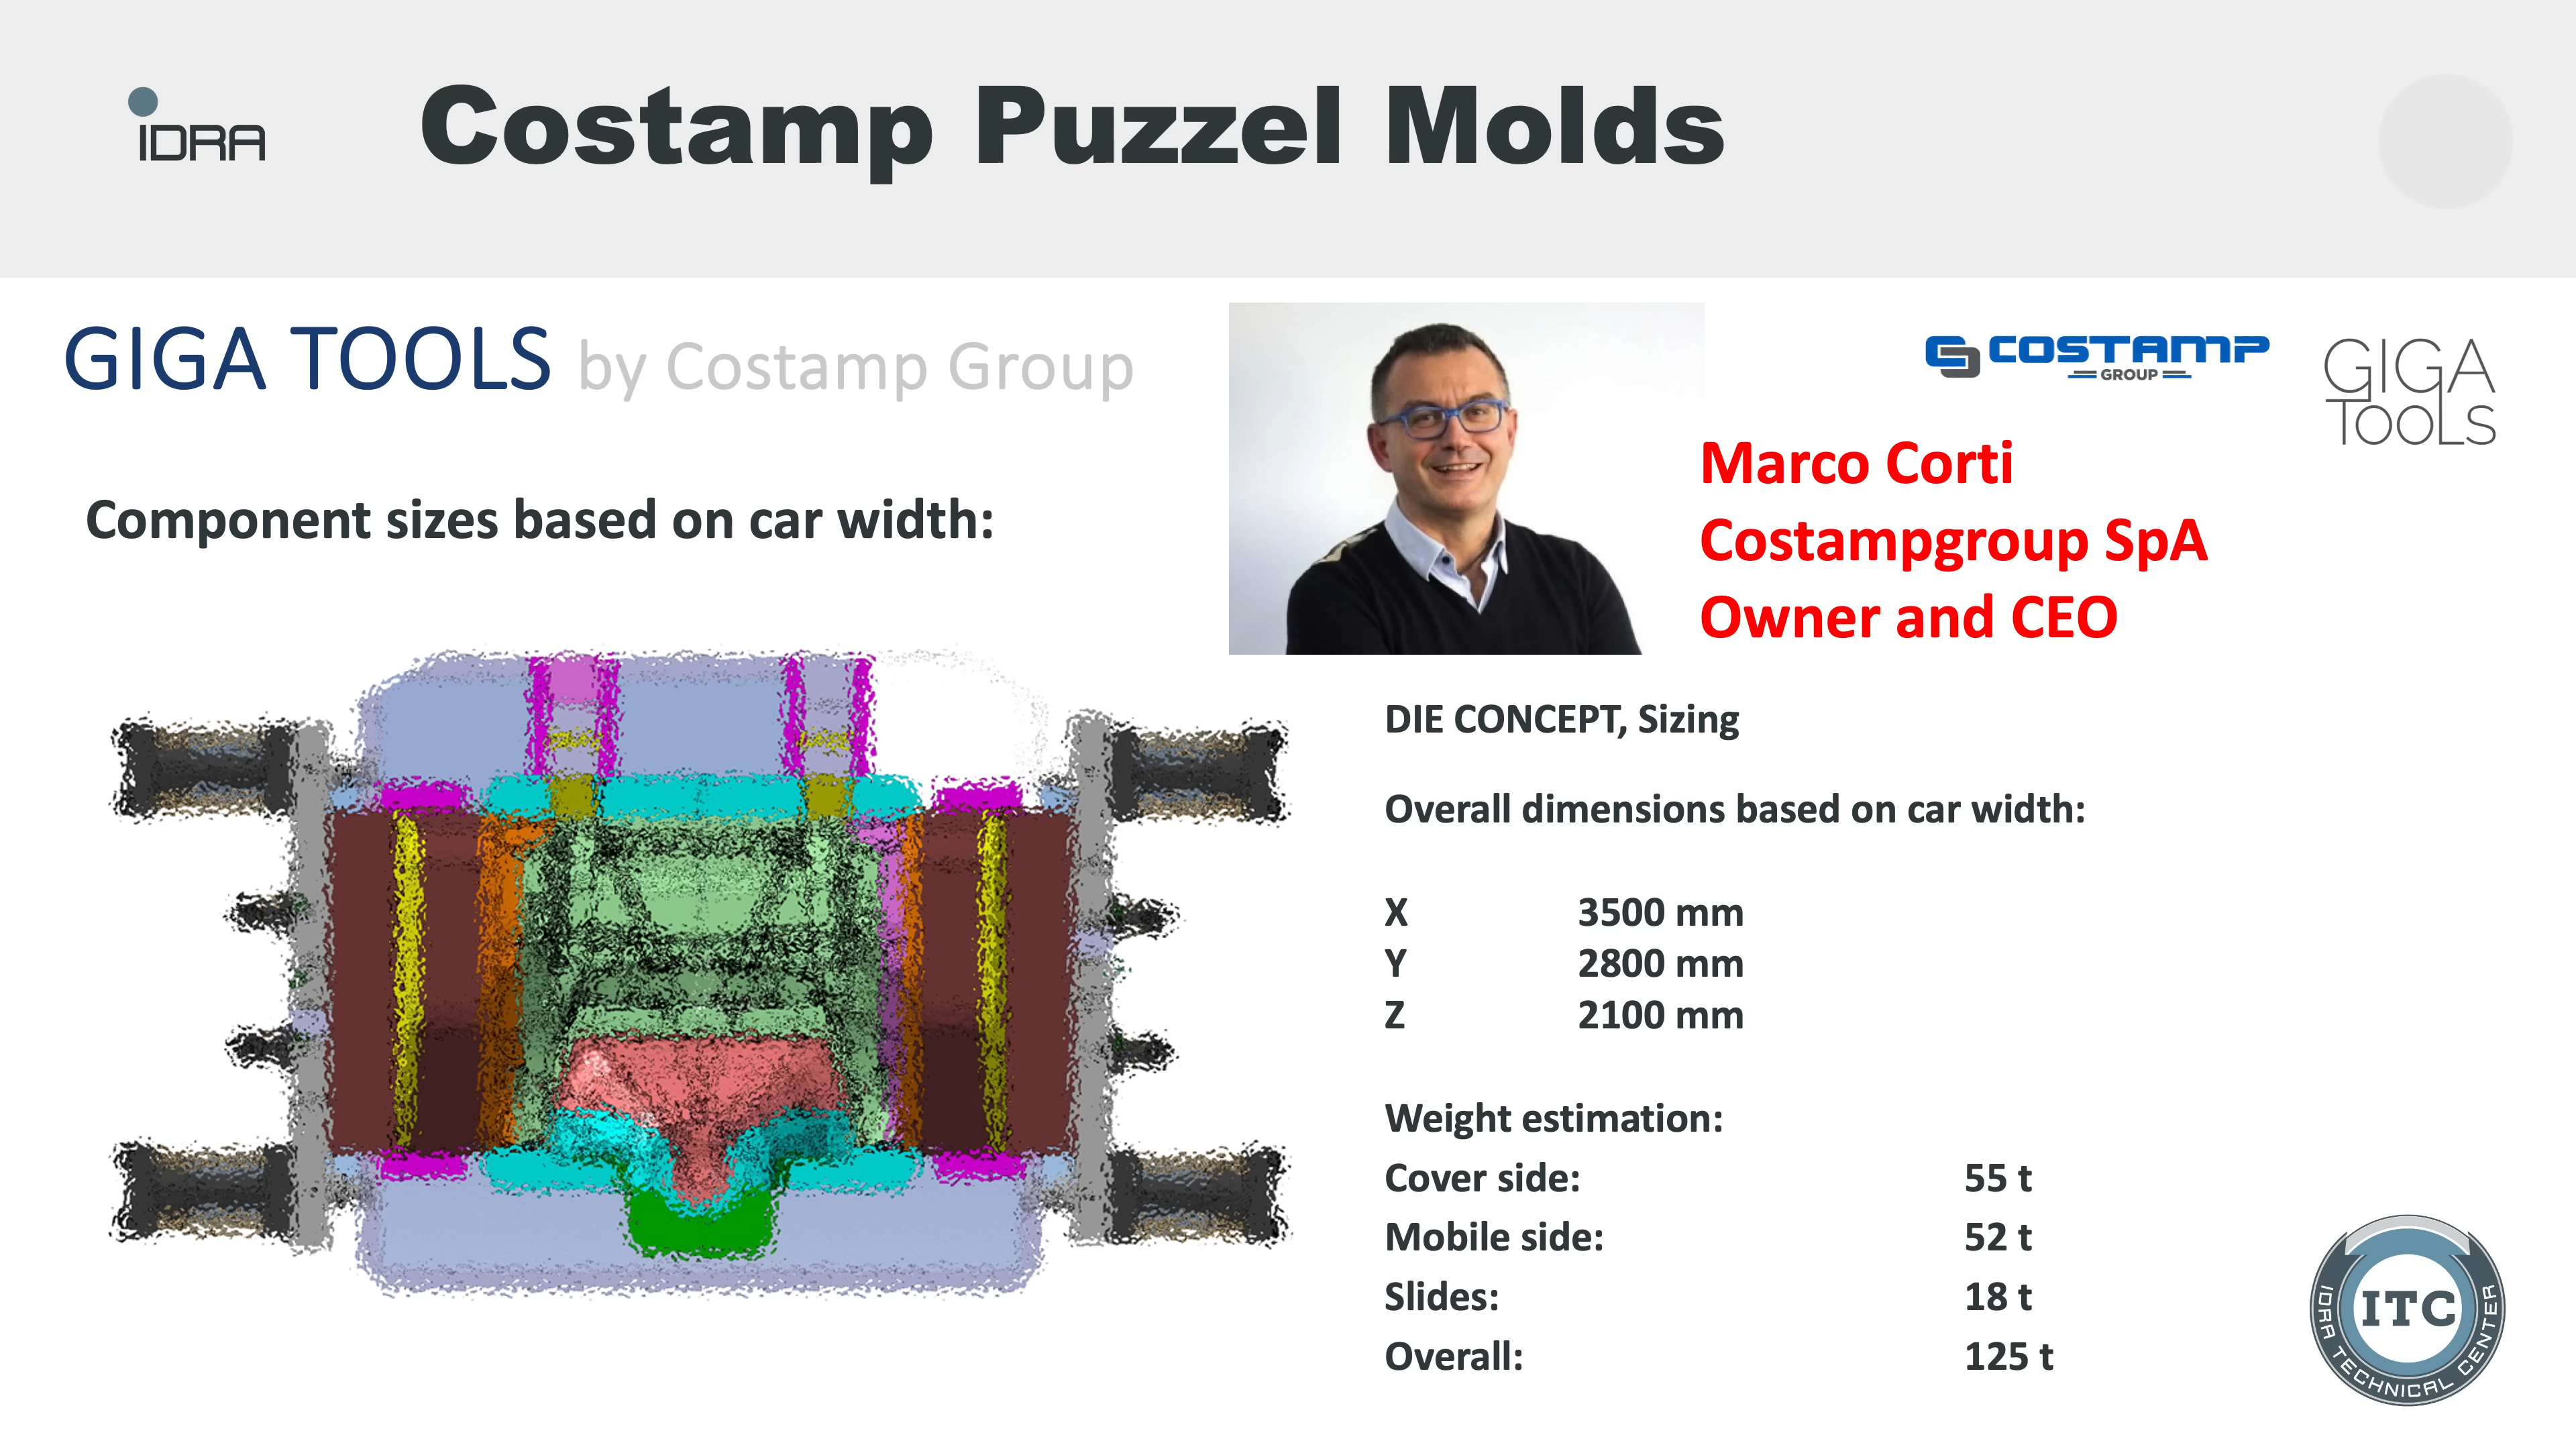 IDRA
Costamp Puzzel Molds
GIGA TOOLS by Costamp Group
COSTAMP
GROUP
GIGA
TOOLS
Marco Corti
Costampgroup SpA
Owner and CEO
Component sizes based on car width:
DIE CONCEPT, Sizing
Overall dimensions based on car width:
X 3500 mm
Y 2800 mm
Z 2100 mm
Weight estimation:
Cover side: 55 t
Mobile side: 52 t
Slides: 18 t
Overall: 125 t
ITC
IDRA TECHNICAL CENTER